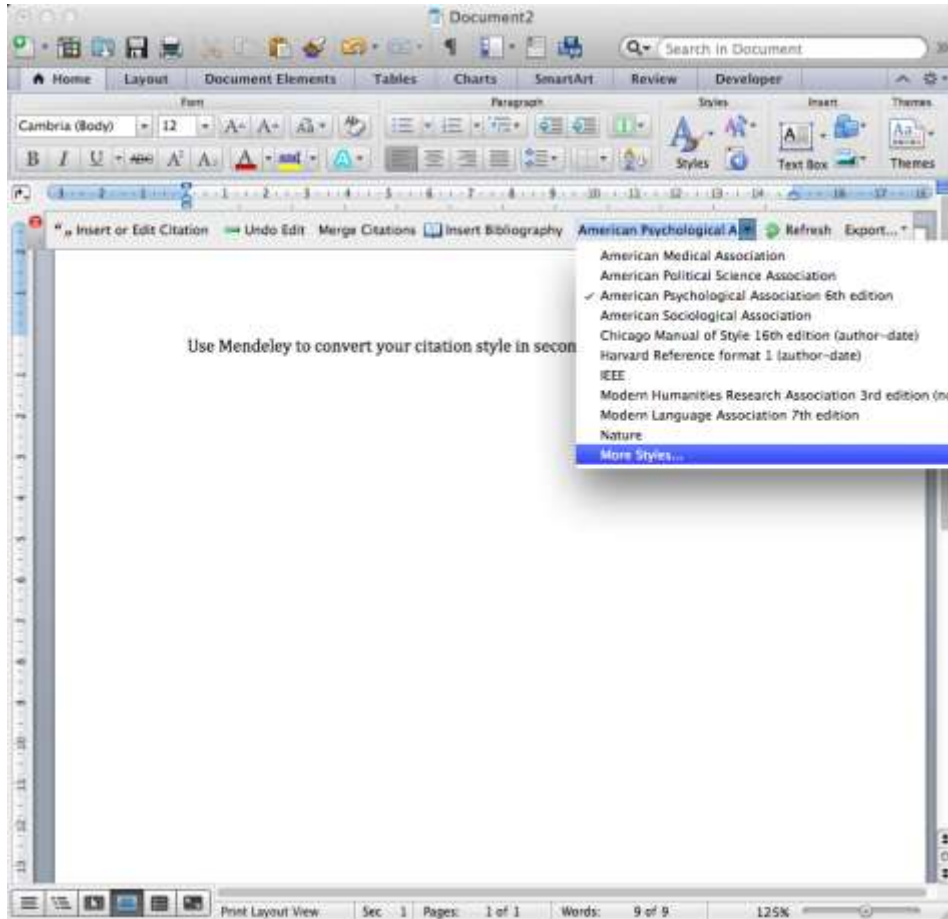 Document2
Search in Document
Home Layout Document Elements Tables Charts SmartArt Review Developer
Font Paragraph Styles Insert Themes
Cambria (Body) 12
B I U ABC Styles Text Box Themes
Insert or Edit Citation Undo Edit Merge Citations Insert Bibliography American Psychological A Refresh Export...
American Medical Association
American Political Science Association
✓ American Psychological Association 6th edition
American Sociological Association
Chicago Manual of Style 16th edition (author-date)
Use Mendeley to convert your citation style in secon
Harvard Reference format 1 (author-date)
IEEE
Modern Humanities Research Association 3rd edition (no
Modern Language Association 7th edition
Nature
More Styles...
Print Layout View Sec 1 Pages: 1 of 1 Words: 9 of 9 125%